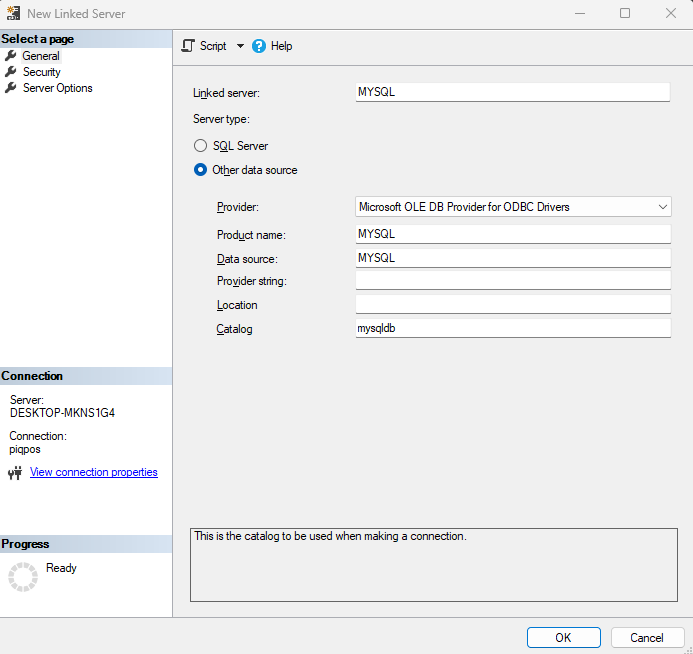 New Linked Server
Select a page
General
Security
Server Options
Script
Help
Linked server:
MYSQL
Server type:
SQL Server
Other data source
Provider:
Microsoft OLE DB Provider for ODBC Drivers
Product name:
MYSQL
Data source:
MYSQL
Provider string:
Location
Catalog
mysqldb
Connection
Server:
DESKTOP-MKNS1G4
Connection:
piqpos
View connection properties
Progress
Ready
This is the catalog to be used when making a connection.
OK
Cancel